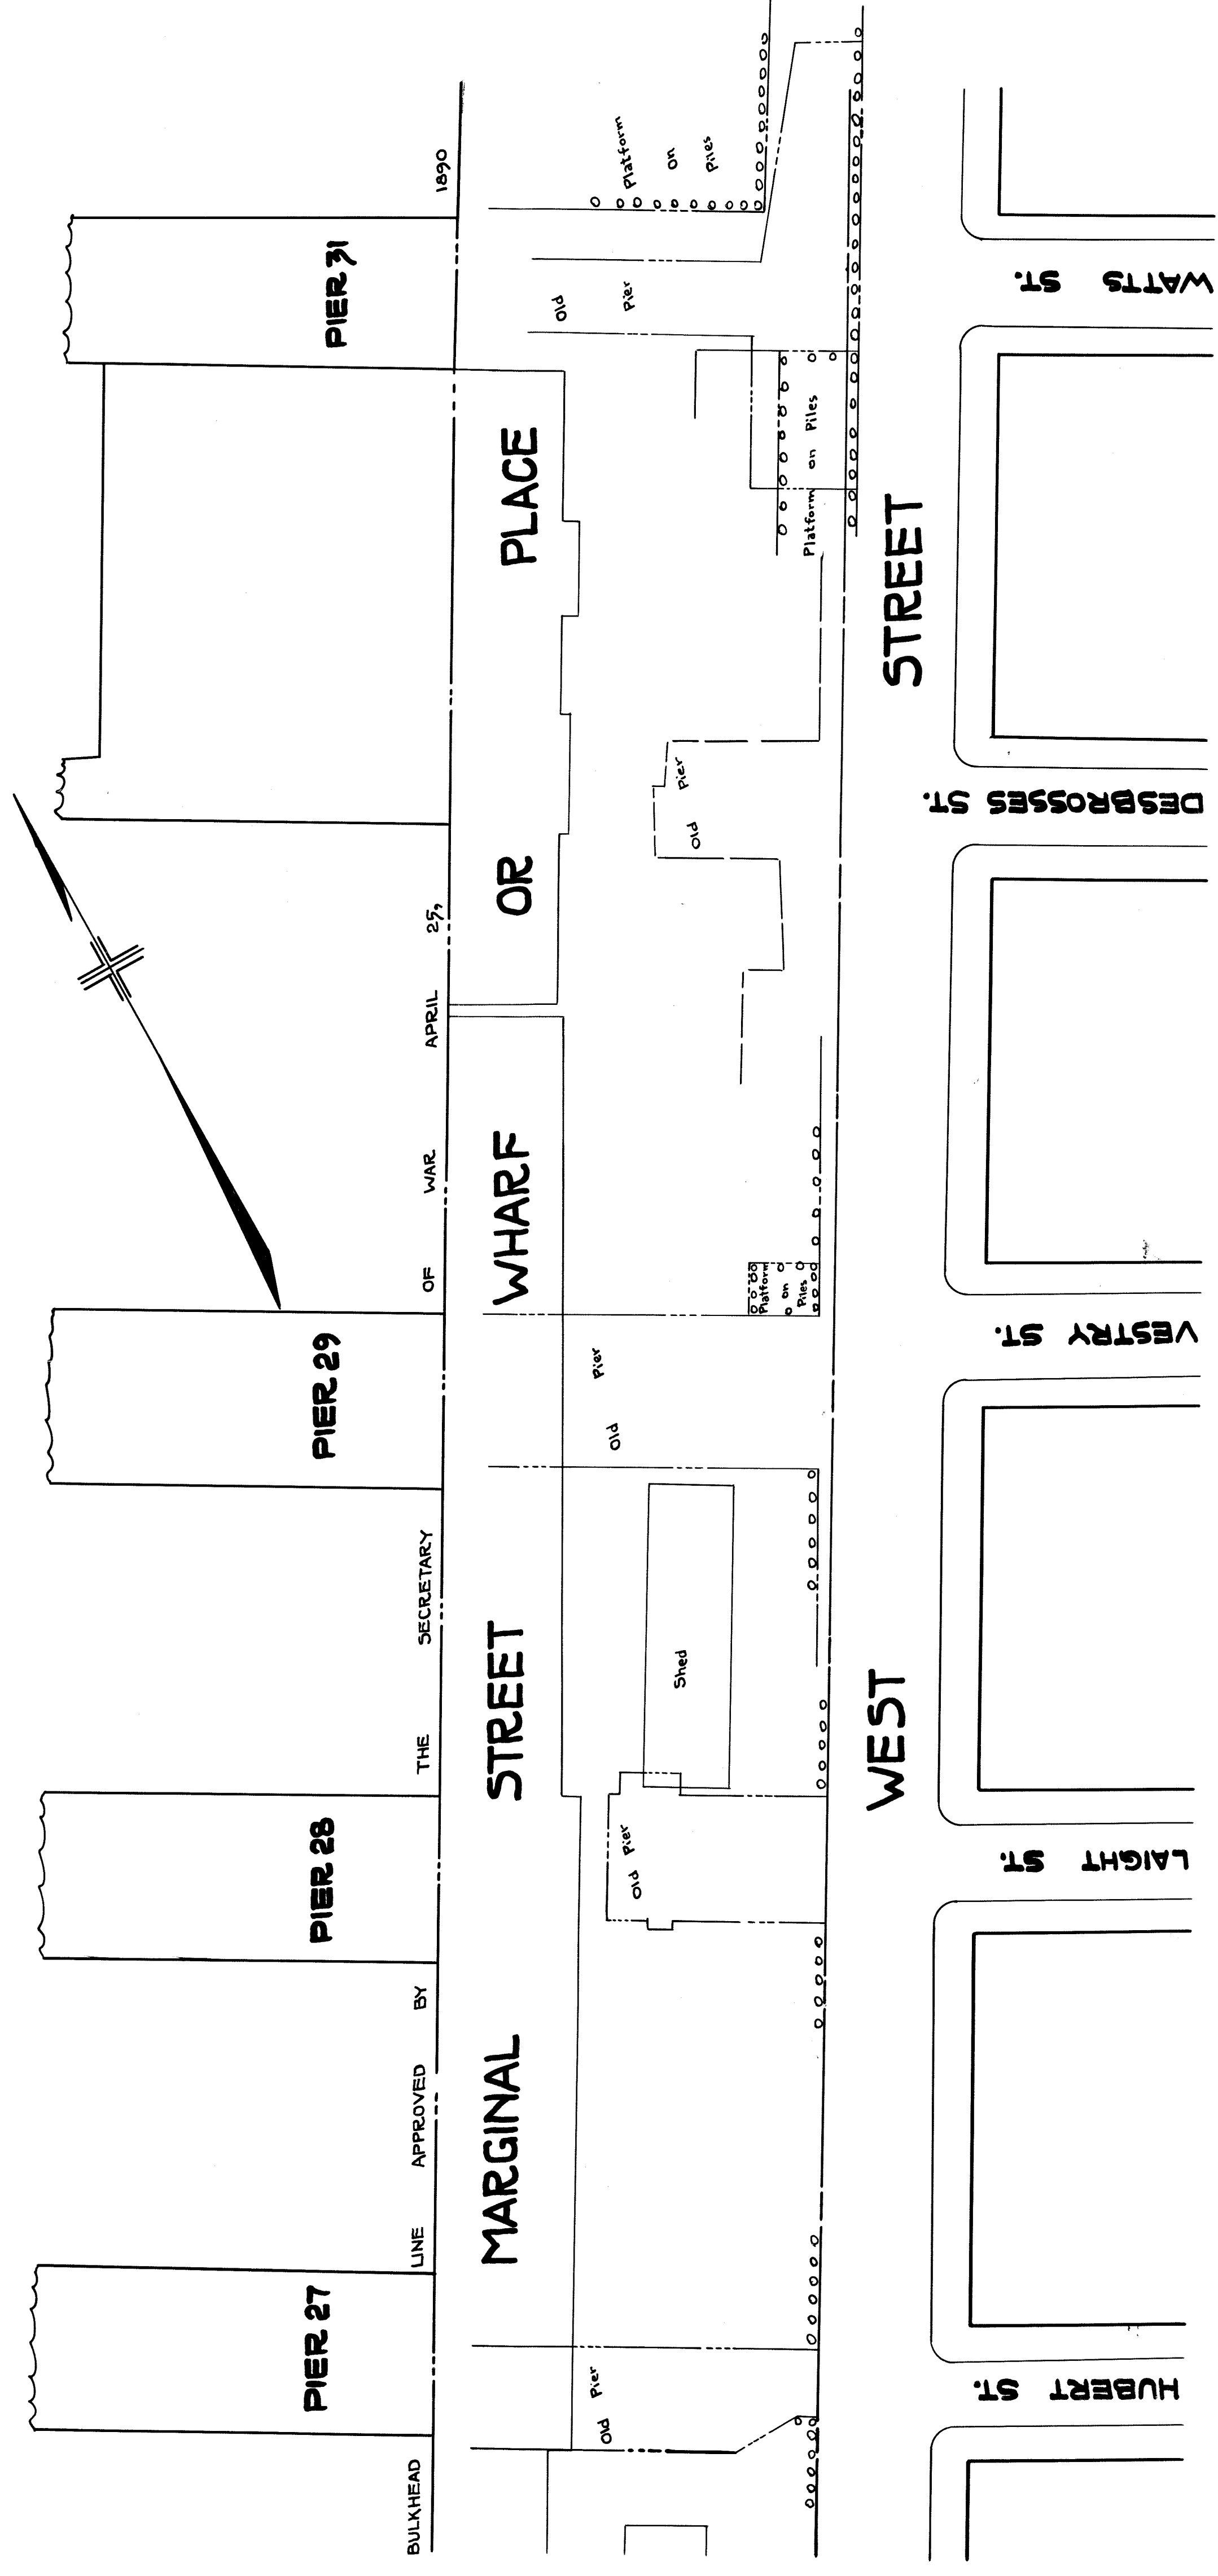 BULKHEAD LINE APPROVED BY THE SECRETARY OF WAR APRIL 25, 1890
PIER 27
PIER 28
PIER 29
PIER 31
MARGINAL STREET WHARF OR PLACE
Old Pier
Old Pier
Shed
Old Pier
Platform
on
Piles
Old Pier
Platform on Piles
Old Pier
Platform
on
Piles
WEST STREET
HUBERT ST.
LAIGHT ST.
VESTRY ST.
DESBROSSES ST.
WATTS ST.